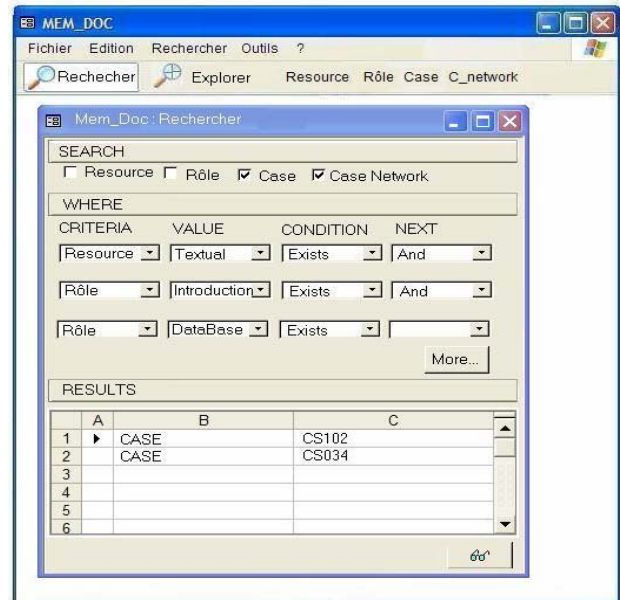 MEM_DOC
Fichier Edition Rechercher Outils ?
Rechecher Explorer Resource Rôle Case C_network
Mem_Doc : Rechercher
SEARCH
Resource Rôle Case Case Network
WHERE
CRITERIA VALUE CONDITION NEXT
Resource Textual Exists And
Rôle Introduction Exists And
Rôle DataBase Exists
More...
RESULTS
A B C
1 CASE CS102
2 CASE CS034
3
4
5
6